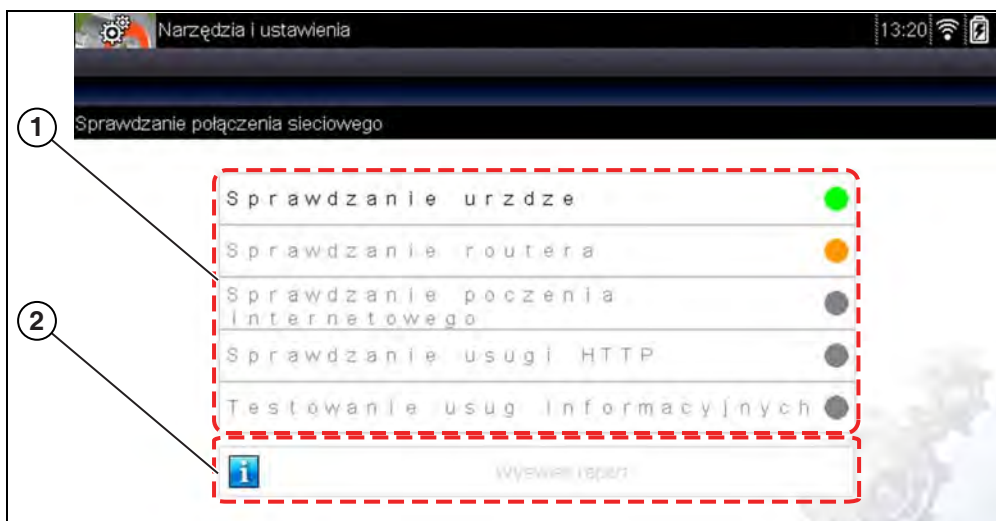 Narzędzia i ustawienia 13:20
Sprawdzanie połączenia sieciowego
1
Sprawdzanie urzdze
Sprawdzanie routera
Sprawdzanie poczenia
internetowego
2
Sprawdzanie usugi HTTP
Testowanie usug informacyjnych
i